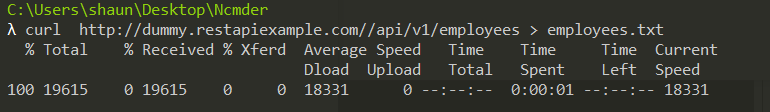 C:\Users\shaun\Desktop\Ncmder
λ curl  http://dummy.restapiexample.com//api/v1/employees > employees.txt
  % Total    % Received % Xferd  Average Speed   Time    Time     Time  Current
                                 Dload  Upload   Total   Spent    Left  Speed
100 19615    0 19615    0     0  18331      0 --:--:--  0:00:01 --:--:-- 18331